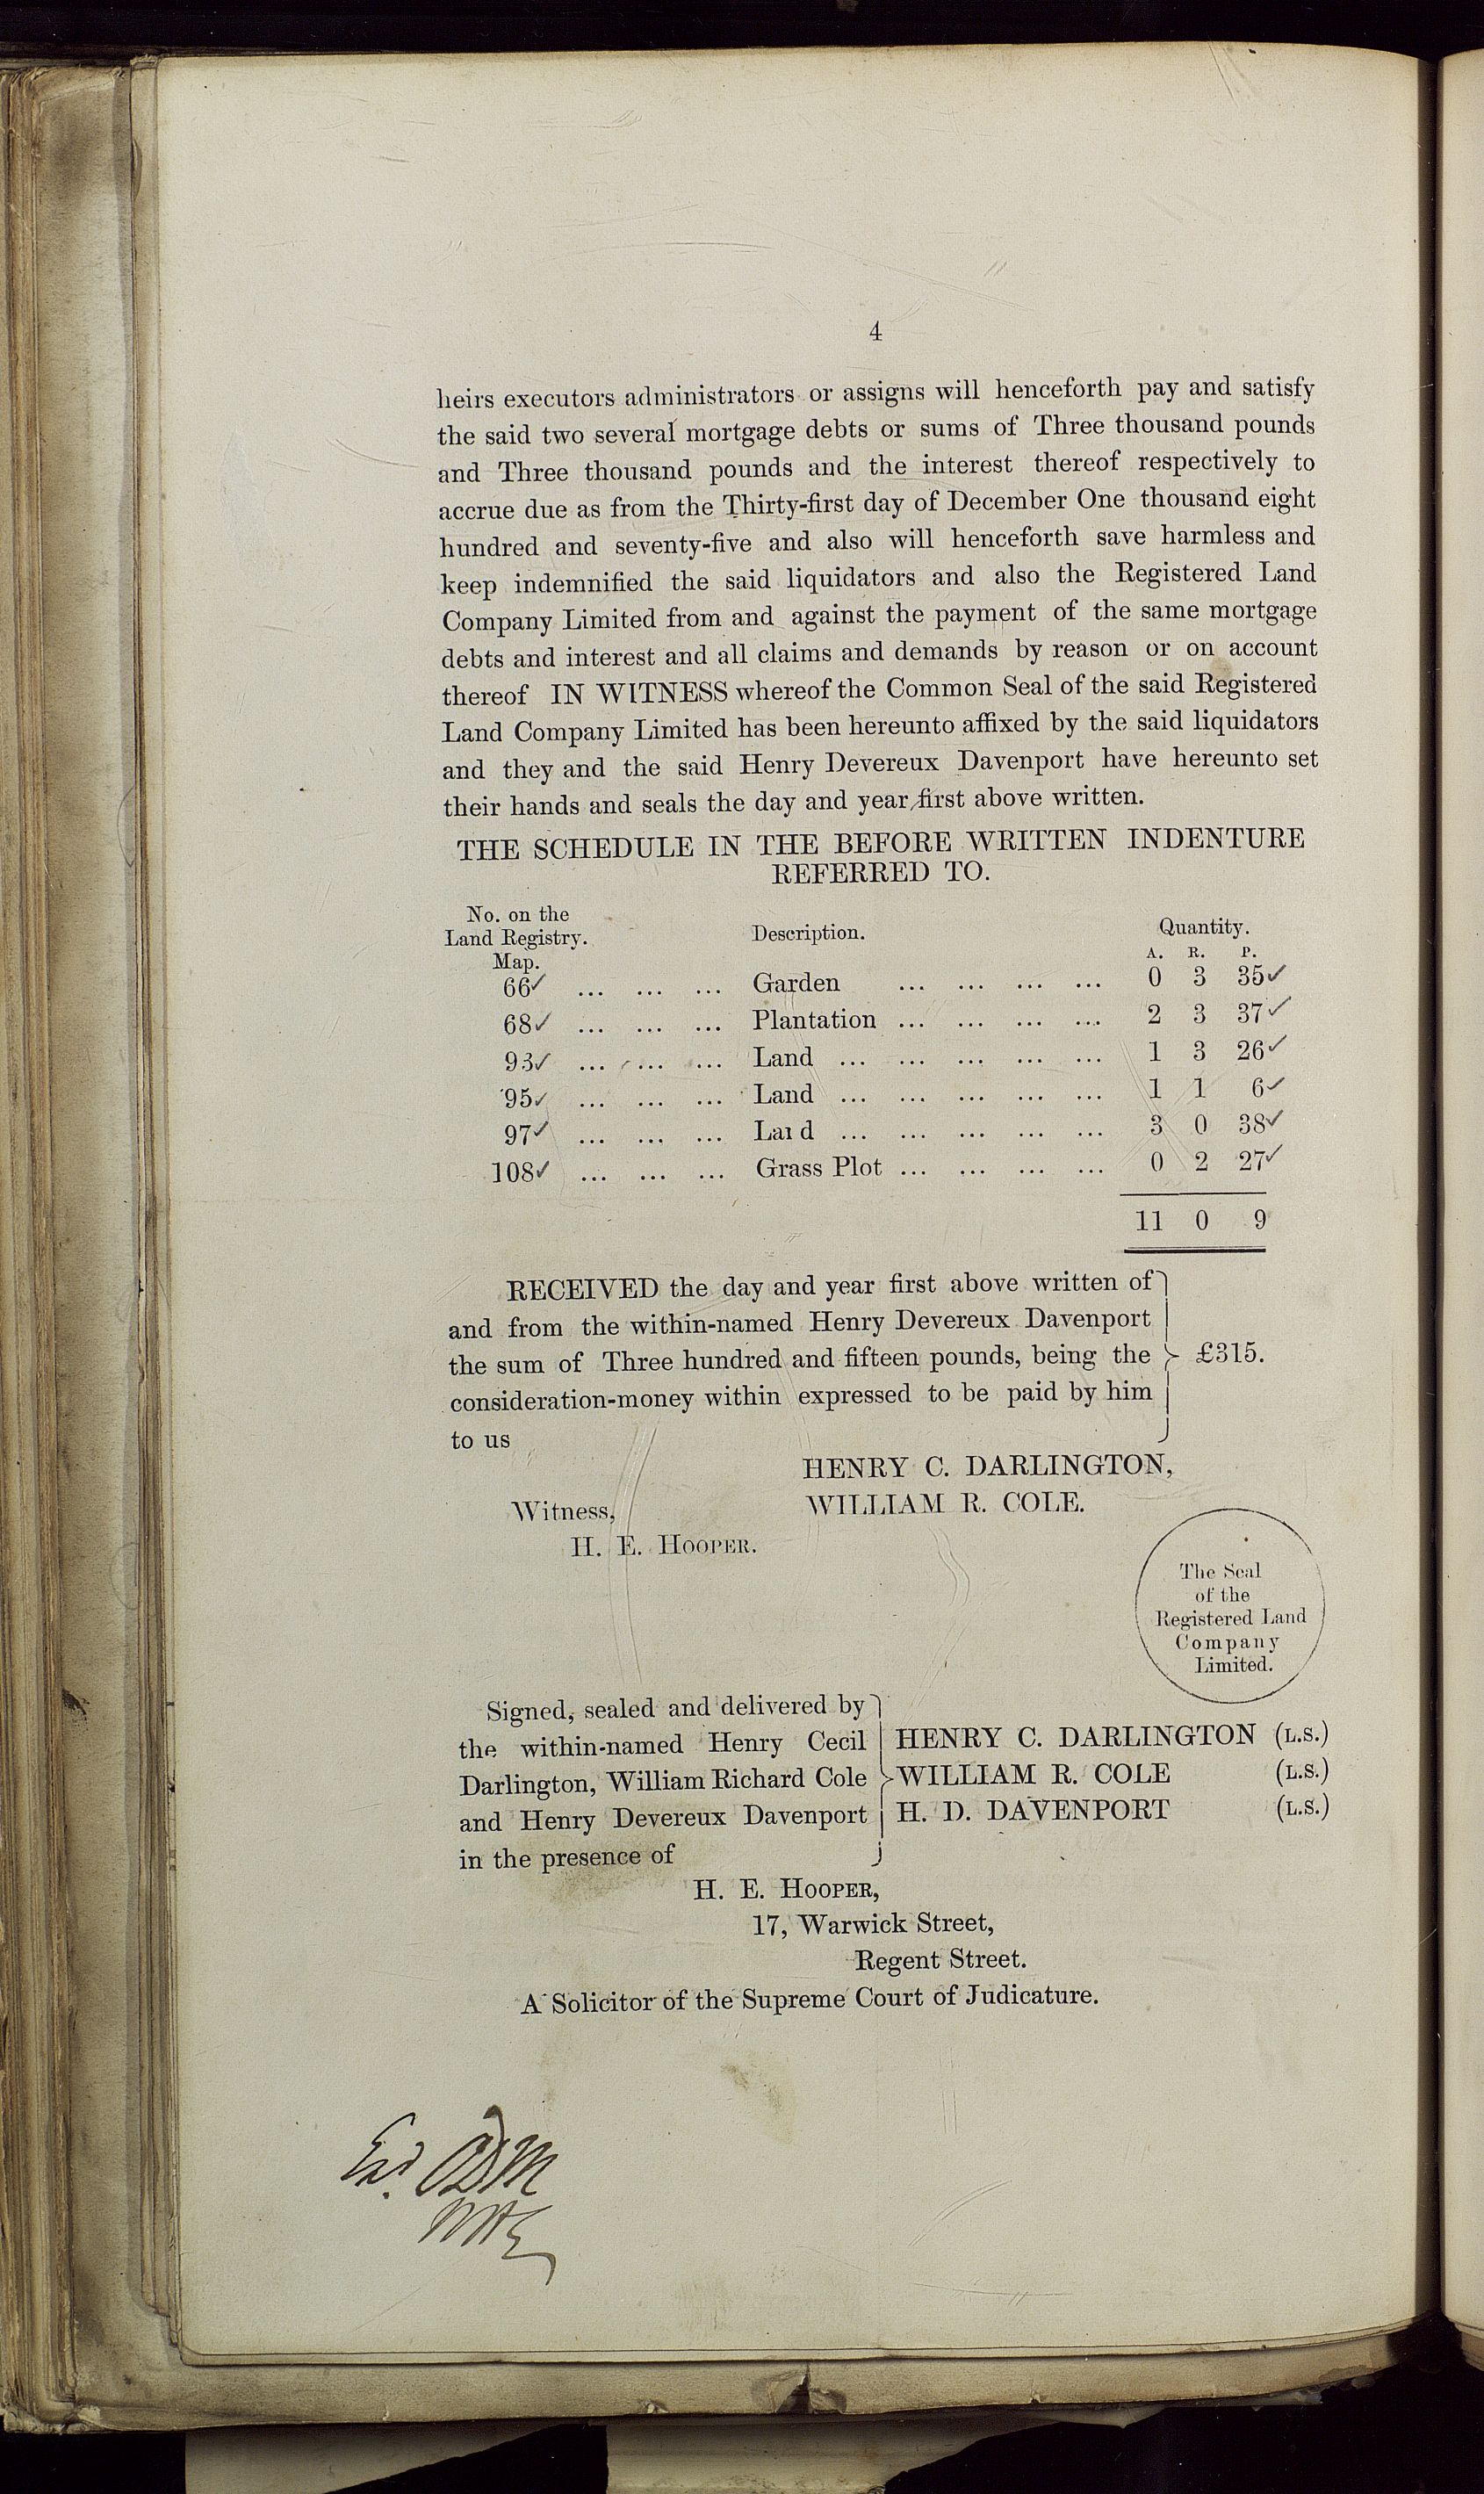 4
heirs executors administrators or assigns will henceforth pay and satisfy
the said two several mortgage debts or sums of Three thousand pounds
and Three thousand pounds and the interest thereof respectively to
accrue due as from the Thirty-first day of December One thousand eight
hundred and seventy-five and also will henceforth save harmless and
keep indemnified the said liquidators and also the Registered Land
Company Limited from and against the payment of the same mortgage
debts and interest and all claims and demands by reason or on account
thereof IN WITNESS whereof the Common Seal of the said Registered
Land Company Limited has been hereunto affixed by the said liquidators
and they and the said Henry Devereux Davenport have hereunto set
their hands and seals the day and year first above written.
THE SCHEDULE IN THE BEFORE WRITTEN INDENTURE
REFERRED TO.
No. on the
Land Registry. Description. Quantity.
Map. A. R. P.
66✓ ... ... ... Garden ... ... ... ... 0 3 35✓
68✓ ... ... ... Plantation ... ... ... ... 2 3 37✓
93✓ ... ... ... Land ... ... ... ... ... 1 3 26✓
95✓ ... ... ... Land ... ... ... ... ... 1 1 6✓
97✓ ... ... ... Land ... ... ... ... ... 3 0 38✓
108✓ ... ... ... Grass Plot ... ... ... ... 0 2 27✓
11 0 9
RECEIVED the day and year first above written of
and from the within-named Henry Devereux Davenport
the sum of Three hundred and fifteen pounds, being the £315.
consideration-money within expressed to be paid by him
to us
HENRY C. DARLINGTON,
WILLIAM R. COLE.
Witness,
H. E. HOOPER.
The Seal
of the
Registered Land
Company
Limited.
Signed, sealed and delivered by
the within-named Henry Cecil HENRY C. DARLINGTON (L.S.)
Darlington, William Richard Cole WILLIAM R. COLE (L.S.)
and Henry Devereux Davenport H. D. DAVENPORT (L.S.)
in the presence of
H. E. HOOPER,
17, Warwick Street,
Regent Street.
A Solicitor of the Supreme Court of Judicature.